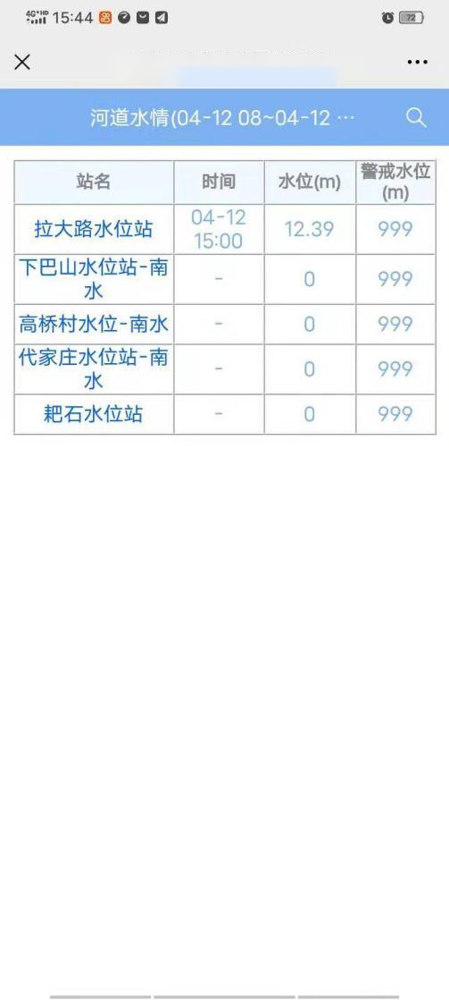 4G+HD 15:44 72
河道水情(04-12 08~04-12 ···
站名 时间 水位(m) 警戒水位
(m)
拉大路水位站 04-12
15:00 12.39 999
下巴山水位站-南
水 - 0 999
高桥村水位-南水 - 0 999
代家庄水位站-南
水 - 0 999
耙石水位站 - 0 999